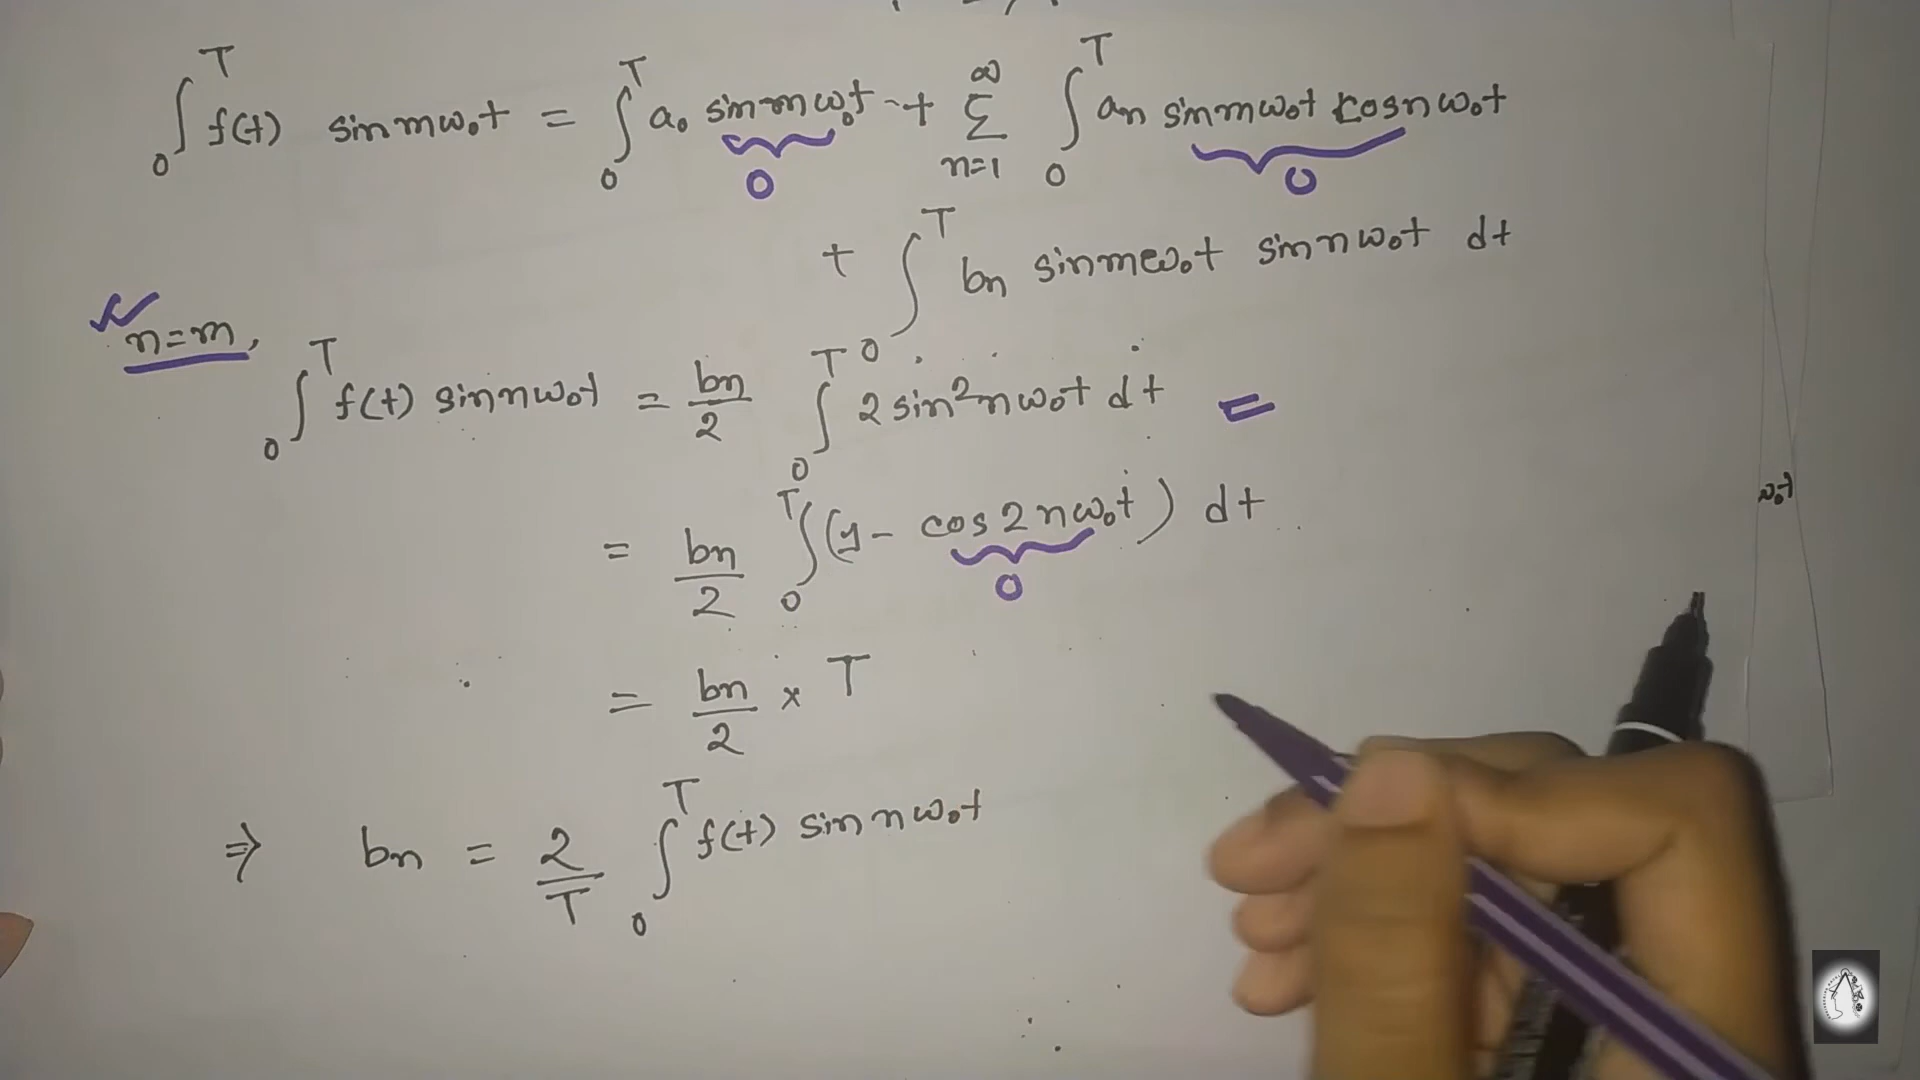 ∫₀ᵀ f(t) sin mω₀t = ∫₀ᵀ a₀ sin mω₀t + Σₙ₌₁^∞ ∫₀ᵀ an sin mω₀t cos nω₀t
0 0
+ ∫₀ᵀ bn sin mω₀t sin nω₀t dt
n=m,
∫₀ᵀ f(t) sin nω₀t = bn/2 ∫₀ᵀ 2 sin² nω₀t dt =
= bn/2 ∫₀ᵀ (1 - cos 2nω₀t) dt
0
ω₀t
= bn/2 × T
⇒ bn = 2/T ∫₀ᵀ f(t) sin nω₀t